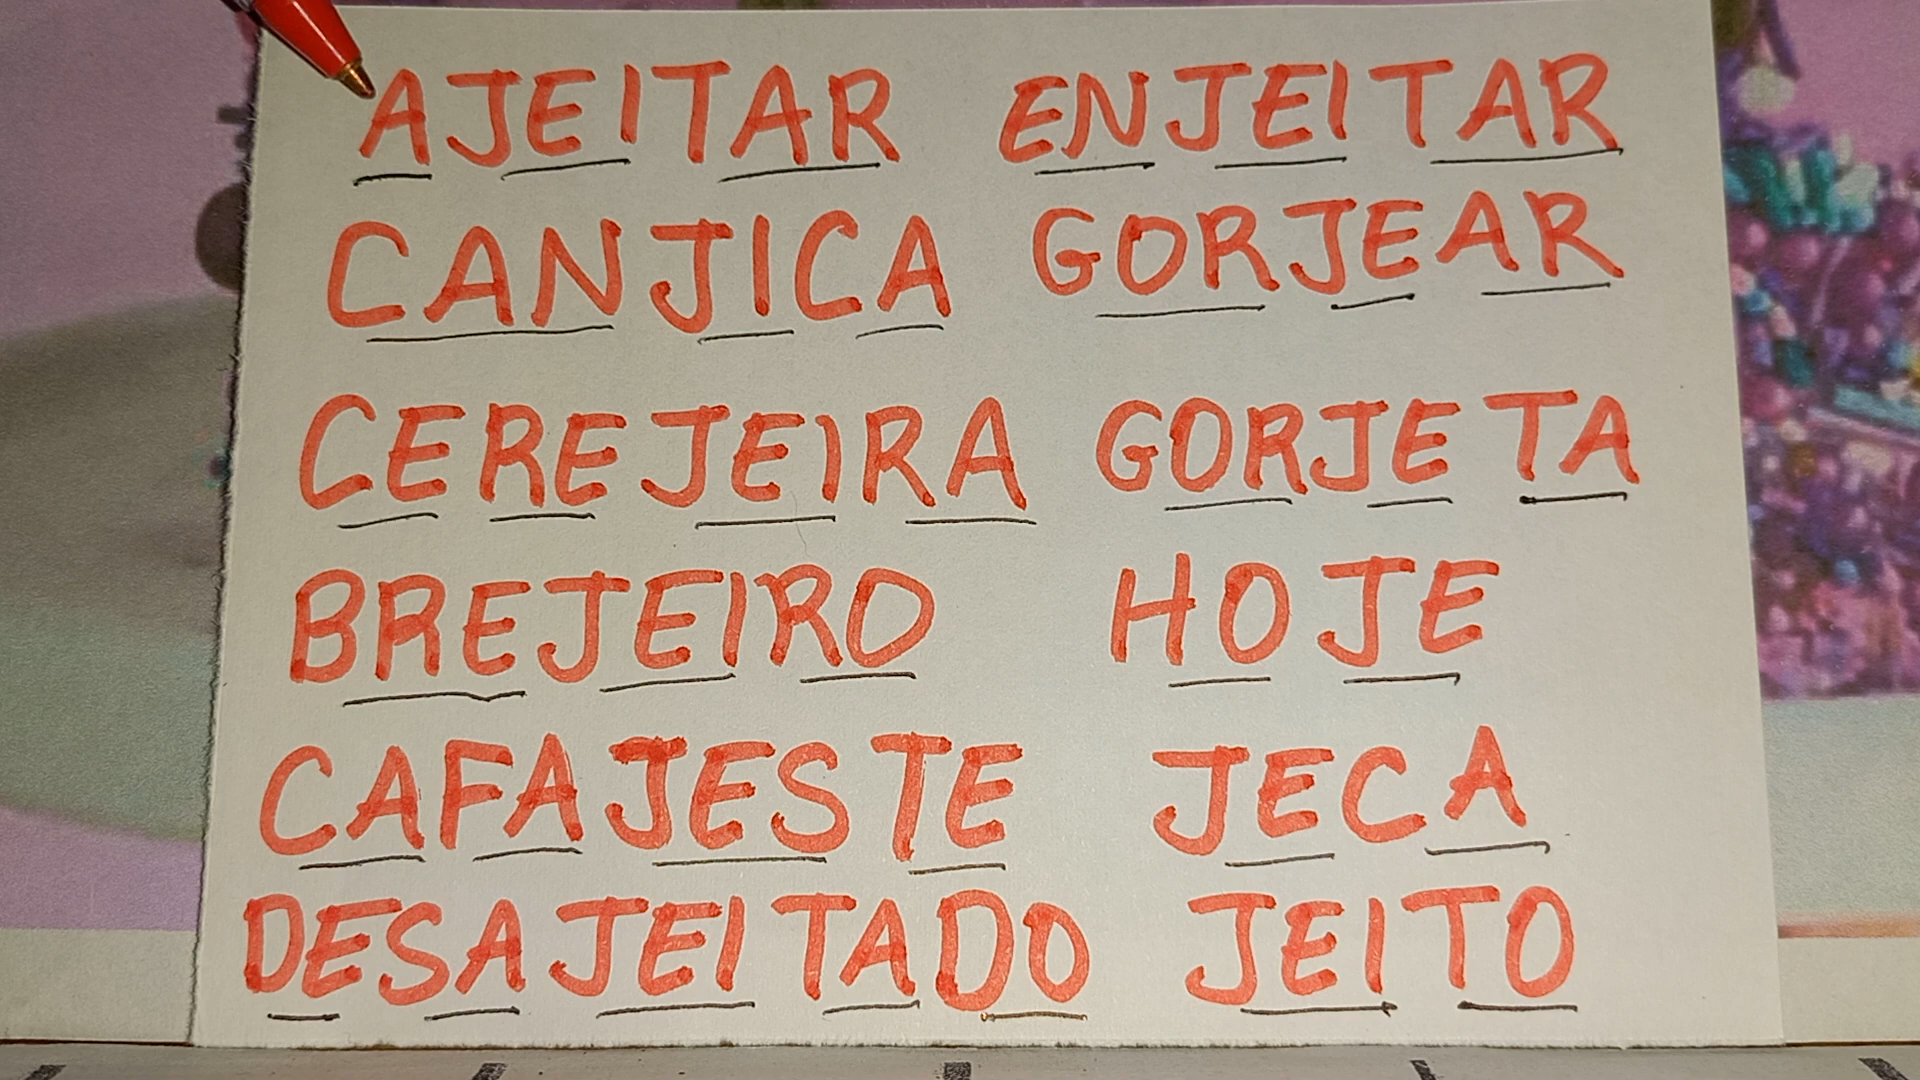 AJEITAR ENJEITAR
CANJICA GORJEAR
CEREJEIRA GORJETA
BREJEIRO HOJE
CAFAJESTE JECA
DESAJEITADO JEITO